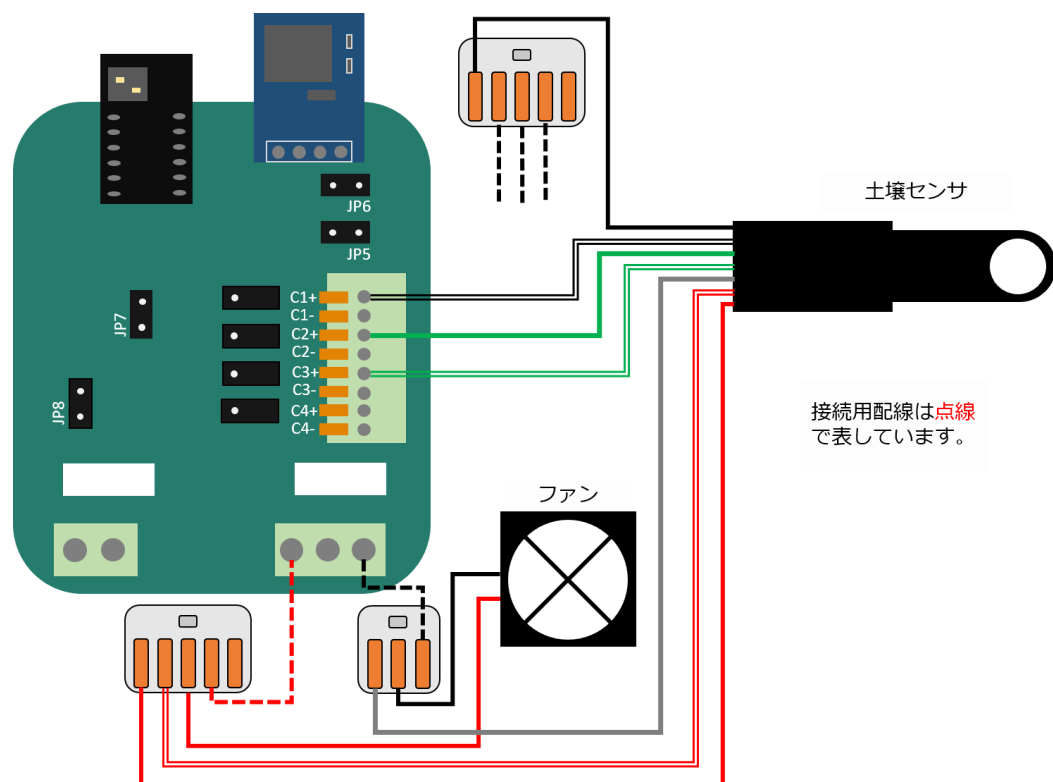 JP6
土壌センサ
JP5
C1+
C1-
JP7
C2+
C2-
C3+
C3-
JP8
C4+
C4-
接続用配線は点線
で表しています。
ファン